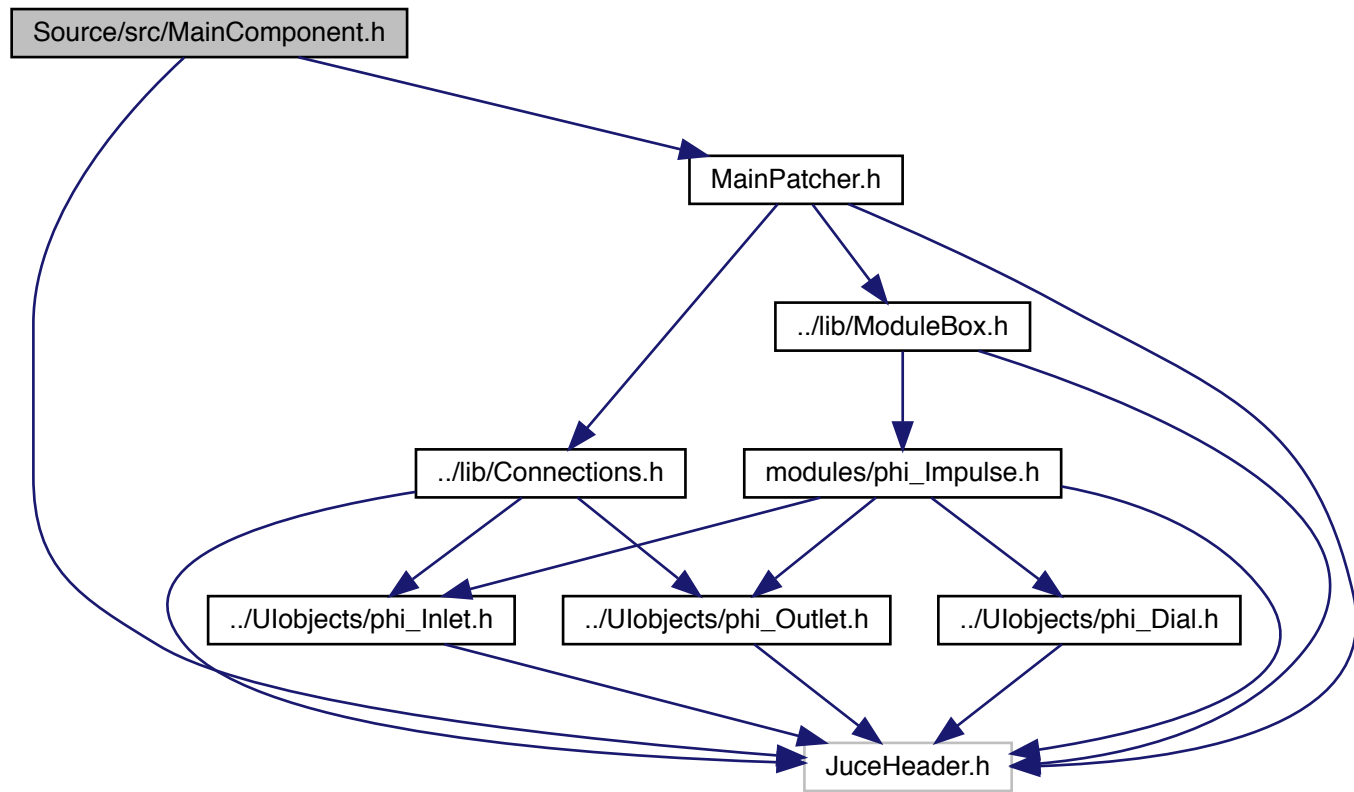 Source/src/MainComponent.h
MainPatcher.h
../lib/ModuleBox.h
../lib/Connections.h
modules/phi_Impulse.h
../UIobjects/phi_Inlet.h
../UIobjects/phi_Outlet.h
../UIobjects/phi_Dial.h
JuceHeader.h